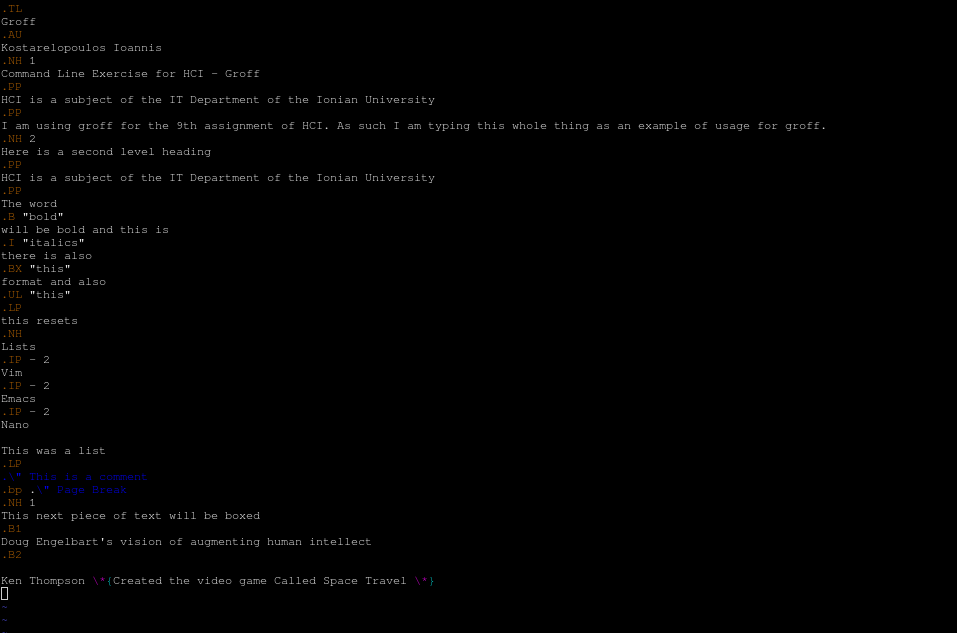 .TL
Groff
.AU
Kostarelopoulos Ioannis
.NH 1
Command Line Exercise for HCI - Groff
.PP
HCI is a subject of the IT Department of the Ionian University
.PP
I am using groff for the 9th assignment of HCI. As such I am typing this whole thing as an example of usage for groff.
.NH 2
Here is a second level heading
.PP
HCI is a subject of the IT Department of the Ionian University
.PP
The word
.B "bold"
will be bold and this is
.I "italics"
there is also
.BX "this"
format and also
.UL "this"
.LP
this resets
.NH
Lists
.IP - 2
Vim
.IP - 2
Emacs
.IP - 2
Nano
This was a list
.LP
.\" This is a comment
.bp .\" Page Break
.NH 1
This next piece of text will be boxed
.B1
Doug Engelbart's vision of augmenting human intellect
.B2
Ken Thompson \*{Created the video game Called Space Travel \*}
~
~
~